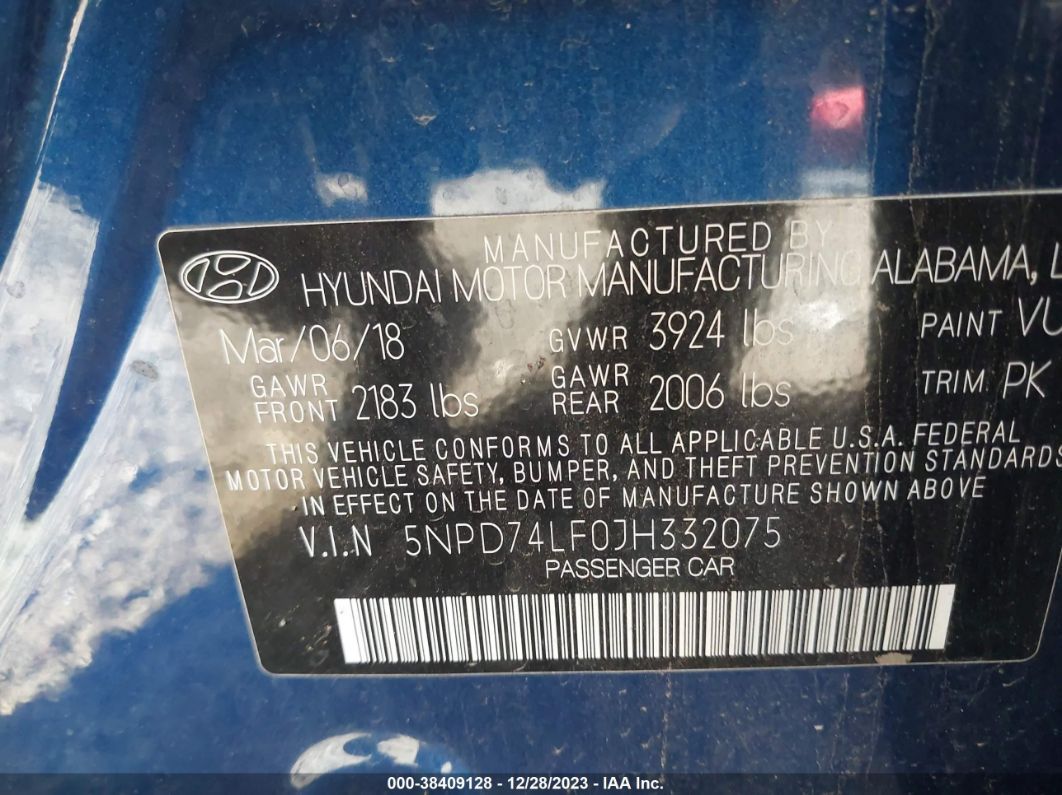 MANUFACTURED BY
HYUNDAI MOTOR MANUFACTURING ALABAMA, L
Mar/06/18 GVWR 3924 lbs PAINT VU
GAWR FRONT 2183 lbs GAWR REAR 2006 lbs TRIM PK
THIS VEHICLE CONFORMS TO ALL APPLICABLE U.S.A. FEDERAL
MOTOR VEHICLE SAFETY, BUMPER, AND THEFT PREVENTION STANDARDS
IN EFFECT ON THE DATE OF MANUFACTURE SHOWN ABOVE
V.I.N 5NPD74LF0JH332075
PASSENGER CAR
000-38409128 - 12/28/2023 - IAA Inc.